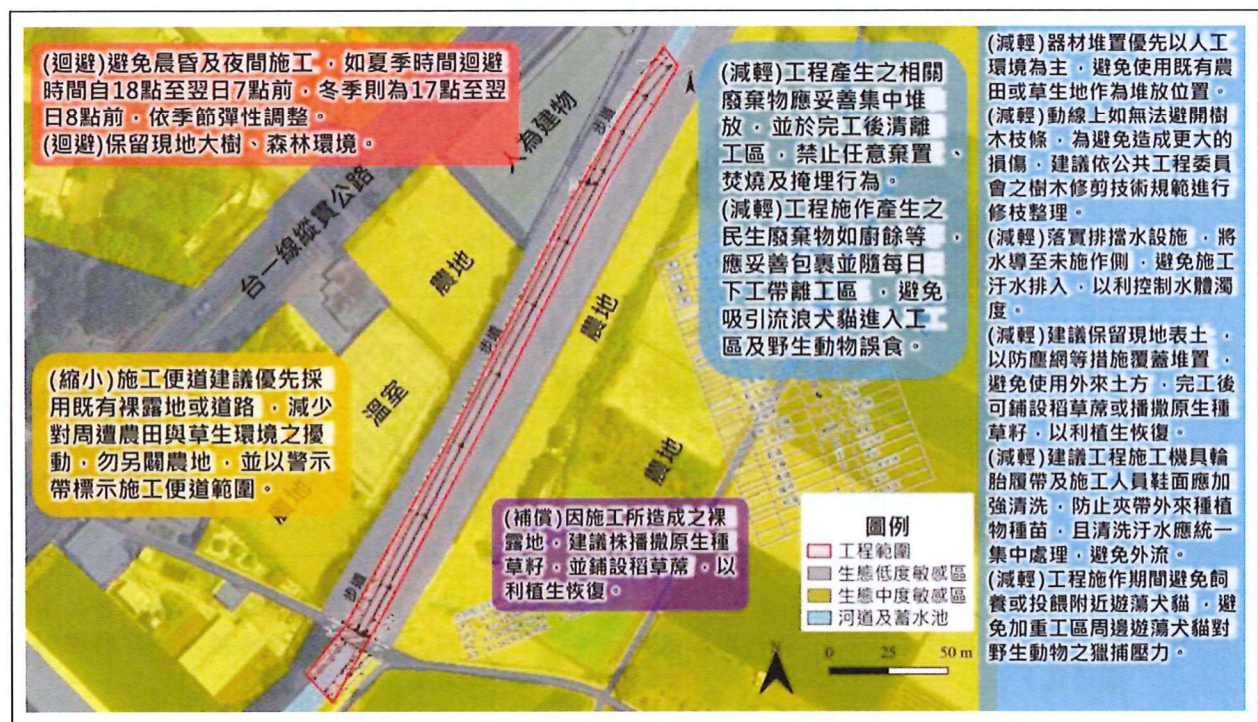 (迴避)避免晨昏及夜間施工，如夏季時間迴避
時間自18點至翌日7點前，冬季則為17點至翌
日8點前，依季節彈性調整。
(迴避)保留現地大樹、森林環境。
台一線縱貫公路
人為建物
步道
農地
步道
農地
溫室
農地
農地
步道
(縮小)施工便道建議優先採
用既有裸露地或道路，減少
對周遭農田與草生環境之擾
動，勿另闢農地，並以警示
帶標示施工便道範圍。
(補償)因施工所造成之裸
露地，建議株播撒原生種
草籽，並鋪設稻草蓆，以
利植生恢復。
(減輕)工程產生之相關
廢棄物應妥善集中堆
放，並於完工後清離
工區，禁止任意棄置、
焚燒及掩埋行為。
(減輕)工程施作產生之
民生廢棄物如廚餘等，
應妥善包裹並隨每日
下工帶離工區，避免
吸引流浪犬貓進入工
區及野生動物誤食。
(減輕)器材堆置優先以人工
環境為主，避免使用既有農
田或草生地作為堆放位置。
(減輕)動線上如無法避開樹
木枝條，為避免造成更大的
損傷，建議依公共工程委員
會之樹木修剪技術規範進行
修枝整理。
(減輕)落實排擋水設施，將
水導至未施作側，避免施工
汙水排入，以利控制水體濁
度。
(減輕)建議保留現地表土，
以防塵網等措施覆蓋堆置，
避免使用外來土方，完工後
可鋪設稻草蓆或播撒原生種
草籽，以利植生恢復。
(減輕)建議工程施工機具輪
胎履帶及施工人員鞋面應加
強清洗，防止夾帶外來種植
物種苗，且清洗汙水應統一
集中處理，避免外流。
(減輕)工程施作期間避免飼
養或投餵附近遊蕩犬貓，避
免加重工區周邊遊蕩犬貓對
野生動物之獵捕壓力。
圖例
工程範圍
生態低度敏感區
生態中度敏感區
河道及蓄水池
N
0 25 50 m